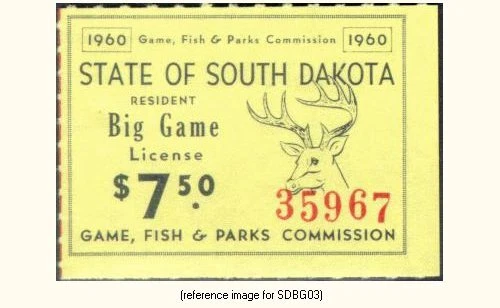 1960 Game, Fish & Parks Commission 1960
STATE OF SOUTH DAKOTA
RESIDENT
Big Game
License
$7.50
35967
GAME, FISH & PARKS COMMISSION
(reference image for SDBG03)